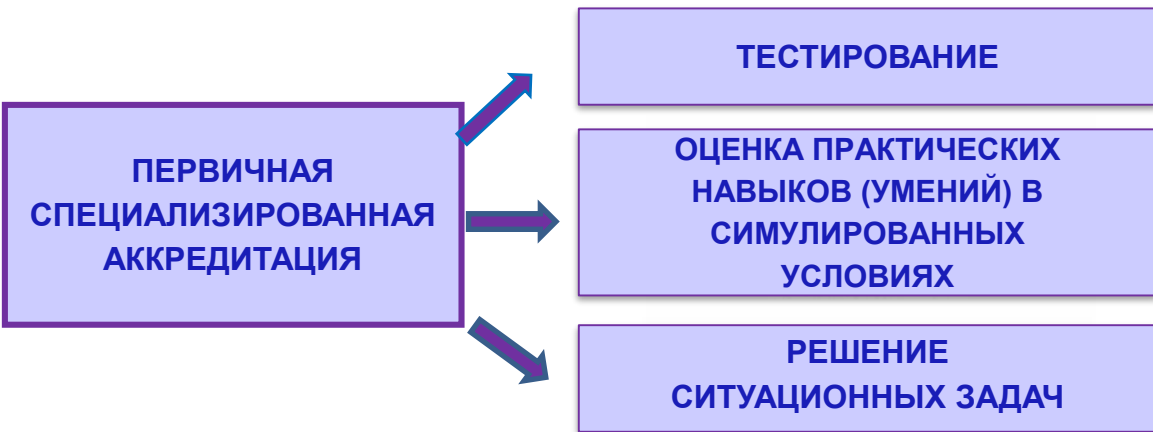 ПЕРВИЧНАЯ
СПЕЦИАЛИЗИРОВАННАЯ
АККРЕДИТАЦИЯ
ТЕСТИРОВАНИЕ
ОЦЕНКА ПРАКТИЧЕСКИХ
НАВЫКОВ (УМЕНИЙ) В
СИМУЛИРОВАННЫХ
УСЛОВИЯХ
РЕШЕНИЕ
СИТУАЦИОННЫХ ЗАДАЧ